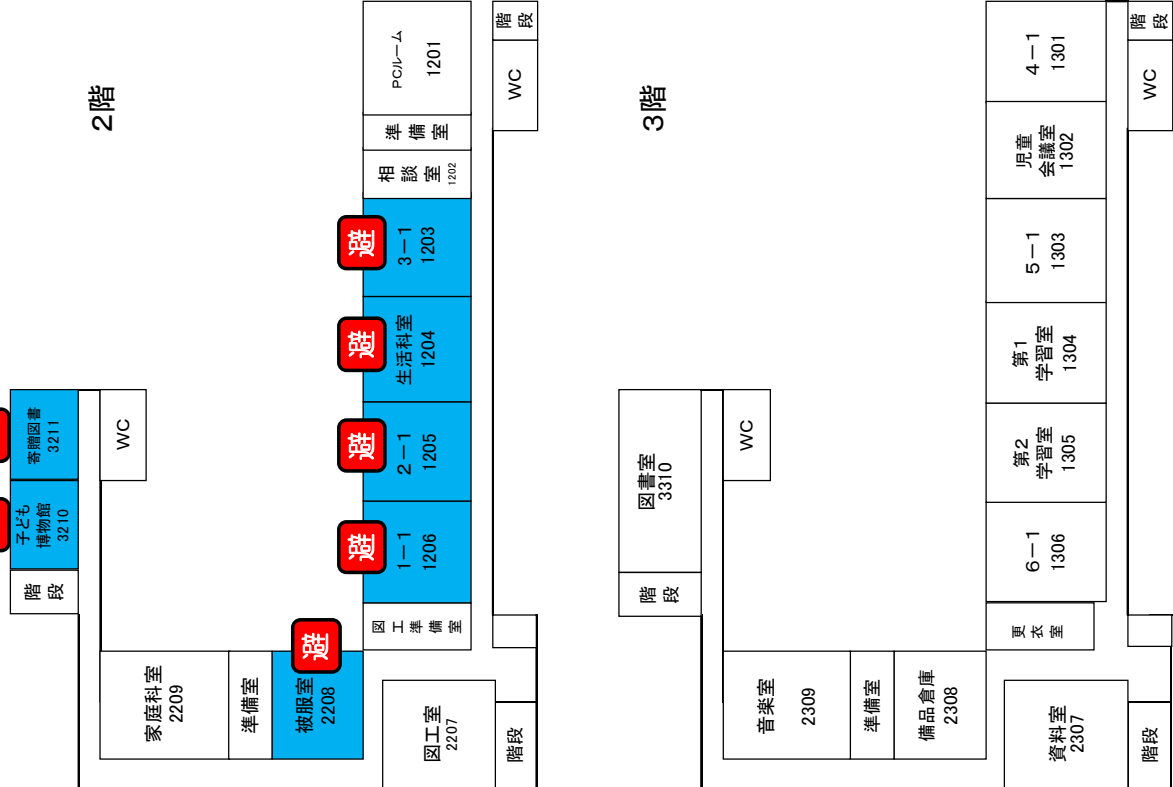 2階
階段
WC
PCルーム
1201
準備室
相談室
1202
避
3－1
1203
避
生活科室
1204
避
2－1
1205
避
1－1
1206
図工準備室
寄贈図書
3211
子ども
博物館
3210
階段
WC
避
被服室
2208
準備室
家庭科室
2209
図工室
2207
階段
3階
階段
WC
4－1
1301
児童
会議室
1302
5－1
1303
第1
学習室
1304
第2
学習室
1305
6－1
1306
更衣室
図書室
3310
階段
WC
音楽室
2309
準備室
備品倉庫
2308
資料室
2307
階段